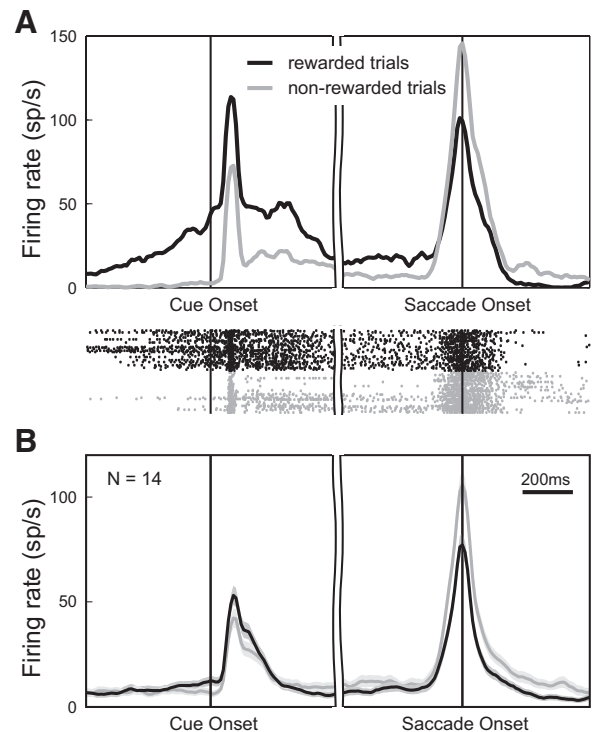 A
Firing rate (sp/s)
150
100
50
0
rewarded trials
non-rewarded trials
Cue Onset
Saccade Onset
B
Firing rate (sp/s)
100
50
0
N = 14
200ms
Cue Onset
Saccade Onset